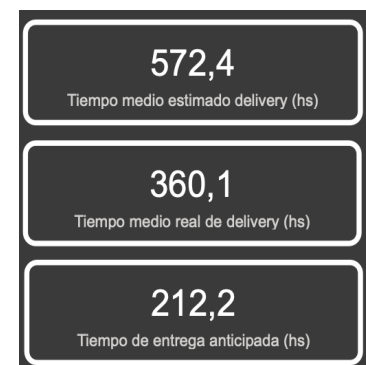 572,4
Tiempo medio estimado delivery (hs)
360,1
Tiempo medio real de delivery (hs)
212,2
Tiempo de entrega anticipada (hs)